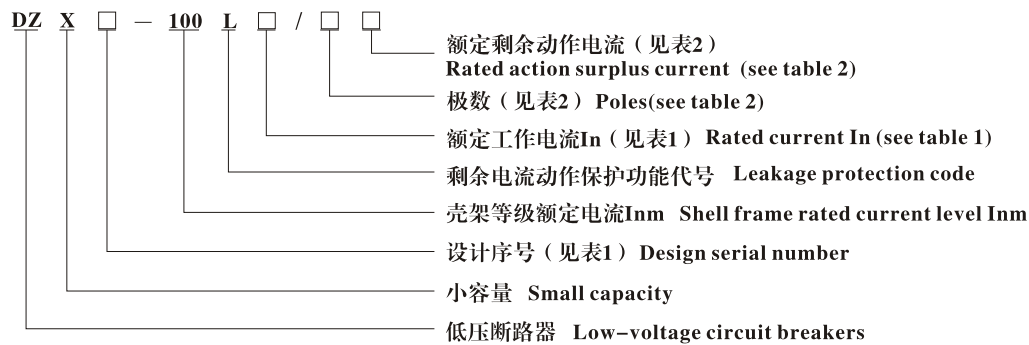 DZ X □ — 100 L □ / □ □
额定剩余动作电流（见表2）
Rated action surplus current (see table 2)
极数（见表2） Poles(see table 2)
额定工作电流In（见表1） Rated current In (see table 1)
剩余电流动作保护功能代号 Leakage protection code
壳架等级额定电流Inm Shell frame rated current level Inm
设计序号（见表1） Design serial number
小容量 Small capacity
低压断路器 Low-voltage circuit breakers